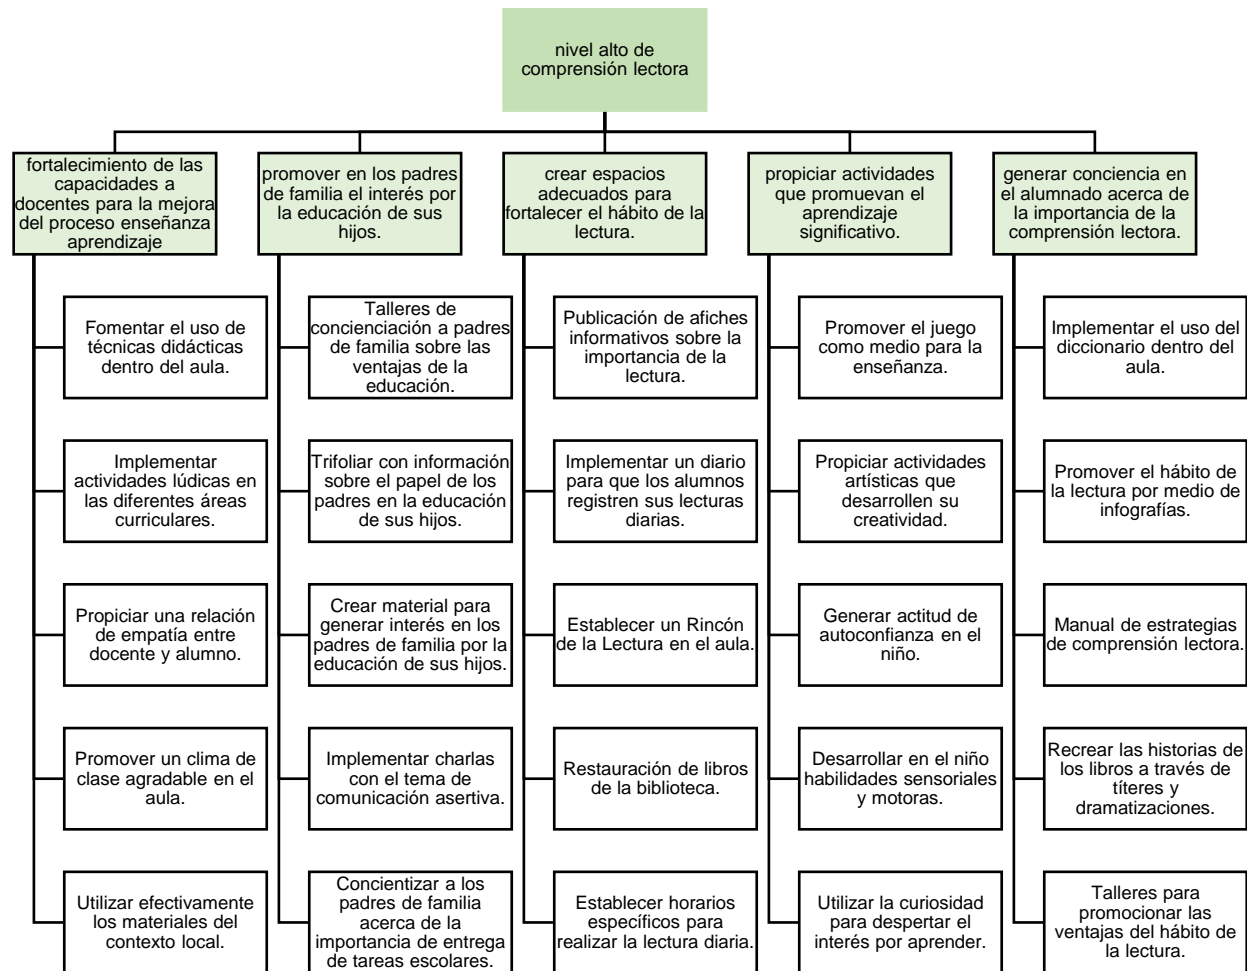 nivel alto de
comprensión lectora
fortalecimiento de las
capacidades a
docentes para la mejora
del proceso enseñanza
aprendizaje
Fomentar el uso de
técnicas didácticas
dentro del aula.
Implementar
actividades lúdicas en
las diferentes áreas
curriculares.
Propiciar una relación
de empatía entre
docente y alumno.
Promover un clima de
clase agradable en el
aula.
Utilizar efectivamente
los materiales del
contexto local.
promover en los padres
de familia el interés por
la educación de sus
hijos.
Talleres de
concienciación a padres
de familia sobre las
ventajas de la
educación.
Trifoliar con información
sobre el papel de los
padres en la educación
de sus hijos.
Crear material para
generar interés en los
padres de familia por la
educación de sus hijos.
Implementar charlas
con el tema de
comunicación asertiva.
Concientizar a los
padres de familia
acerca de la
importancia de entrega
de tareas escolares.
crear espacios
adecuados para
fortalecer el hábito de la
lectura.
Publicación de afiches
informativos sobre la
importancia de la
lectura.
Implementar un diario
para que los alumnos
registren sus lecturas
diarias.
Establecer un Rincón
de la Lectura en el aula.
Restauración de libros
de la biblioteca.
Establecer horarios
específicos para
realizar la lectura diaria.
propiciar actividades
que promuevan el
aprendizaje
significativo.
Promover el juego
como medio para la
enseñanza.
Propiciar actividades
artísticas que
desarrollen su
creatividad.
Generar actitud de
autoconfianza en el
niño.
Desarrollar en el niño
habilidades sensoriales
y motoras.
Utilizar la curiosidad
para despertar el
interés por aprender.
generar conciencia en
el alumnado acerca de
la importancia de la
comprensión lectora.
Implementar el uso del
diccionario dentro del
aula.
Promover el hábito de
la lectura por medio de
infografías.
Manual de estrategias
de comprensión lectora.
Recrear las historias de
los libros a través de
títeres y
dramatizaciones.
Talleres para
promocionar las
ventajas del hábito de
la lectura.